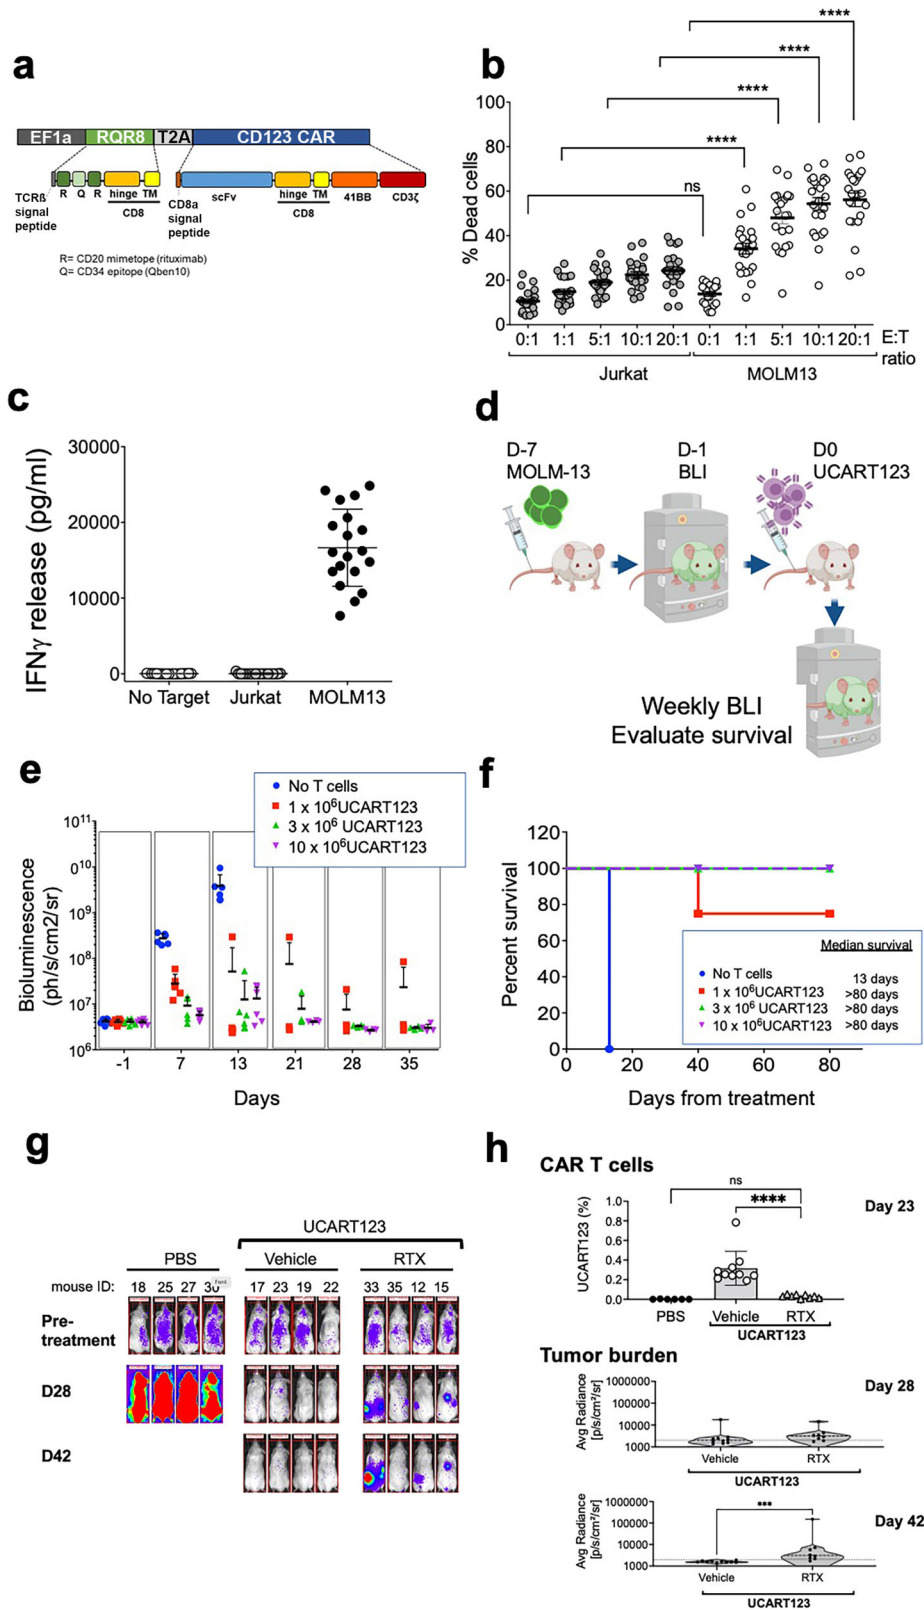 a
EF1a RQR8 T2A CD123 CAR
R Q R hinge TM scFv hinge TM 41BB CD3ζ
CD8 CD8
TCRß
signal
peptide
CD8a
signal
peptide
R= CD20 mimetope (rituximab)
Q= CD34 epitope (Qben10)
b
****
****
****
****
ns
% Dead cells
100
80
60
40
20
0
0:1 1:1 5:1 10:1 20:1 0:1 1:1 5:1 10:1 20:1 E:T
ratio
Jurkat MOLM13
c
IFNγ release (pg/ml)
30000
20000
10000
0
No Target Jurkat MOLM13
d
D-7
MOLM-13
D-1
BLI
D0
UCART123
Weekly BLI
Evaluate survival
e
No T cells
1 x 10⁶UCART123
3 x 10⁶ UCART123
10 x 10⁶UCART123
Bioluminescence
(ph/s/cm2/sr)
10¹¹
0¹⁰
10⁹
10⁸
10⁷
10⁶
-1 7 13 21 28 35
Days
f
Percent survival
120
100
80
60
40
20
0
0 20 40 60 80
Days from treatment
Median survival
No T cells 13 days
1 x 10⁶UCART123 >80 days
3 x 10⁶ UCART123 >80 days
10 x 10⁶UCART123 >80 days
g
UCART123
PBS Vehicle RTX
mouse ID: 18 25 27 30 17 23 19 22 33 35 12 15
Pre-
treatment
D28
D42
h
CAR T cells
ns
****
Day 23
UCART123 (%)
1.0
0.8
0.6
0.4
0.2
0.0
PBS Vehicle RTX
UCART123
Tumor burden
Day 28
Avg Radiance
[p/s/cm²/sr]
1000000
100000
10000
1000
Vehicle RTX
UCART123
***
Day 42
Avg Radiance
[p/s/cm²/sr]
1000000
100000
10000
1000
Vehicle RTX
UCART123